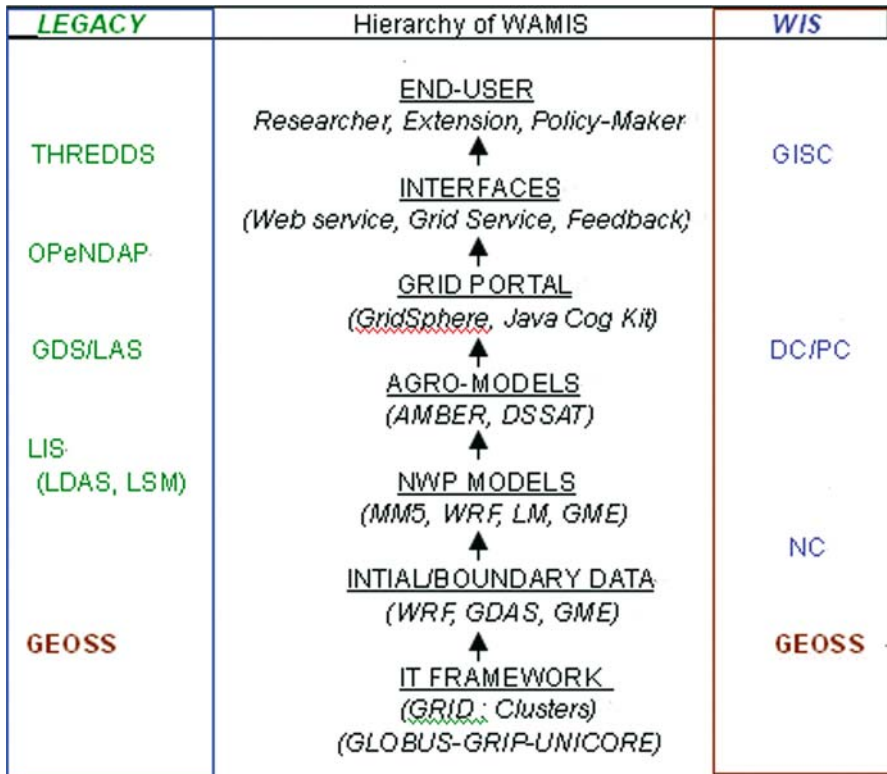 LEGACY
Hierarchy of WAMIS
WIS
END-USER
Researcher, Extension, Policy-Maker
THREDDS
GISC
INTERFACES
(Web service, Grid Service, Feedback)
OPeNDAP
GRID PORTAL
(GridSphere, Java Cog Kit)
GDS/LAS
DC/PC
AGRO-MODELS
(AMBER, DSSAT)
LIS
(LDAS, LSM)
NWP MODELS
(MM5, WRF, LM, GME)
NC
INTIAL/BOUNDARY DATA
(WRF, GDAS, GME)
GEOSS
GEOSS
IT FRAMEWORK
(GRID : Clusters)
(GLOBUS-GRIP-UNICORE)